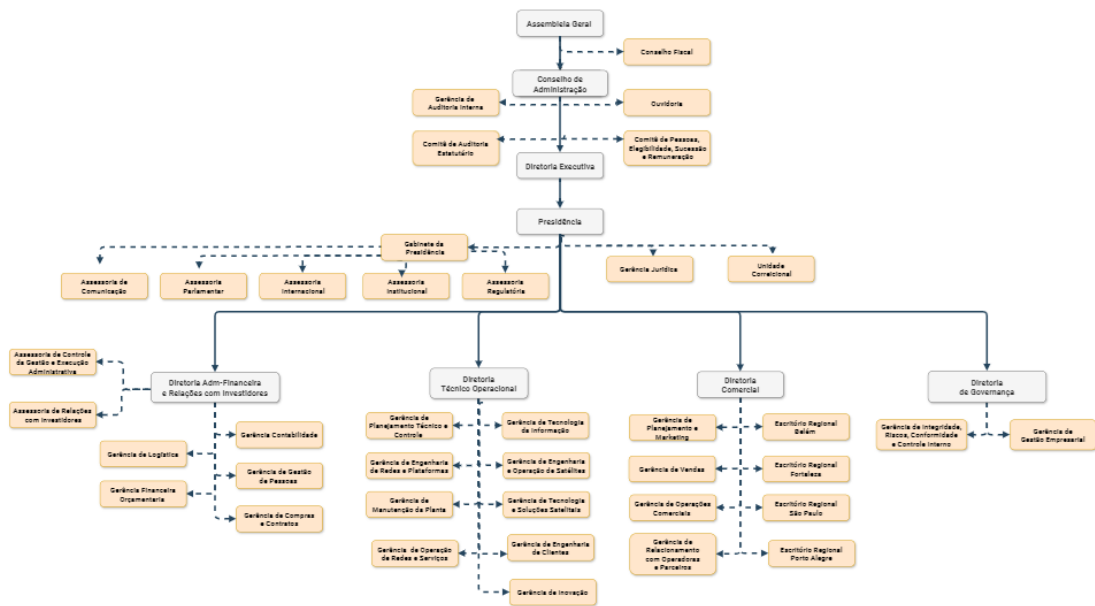 Assembleia Geral
Conselho Fiscal
Conselho de
Administração
Gerência de
Auditoria Interna
Ouvidoria
Comitê de Auditoria
Estatutário
Comitê de Pessoas,
Elegibilidade, Sucessão
e Remuneração
Diretoria Executiva
Presidência
Gabinete da
Presidência
Gerência Jurídica
Unidade
Correicional
Assessoria de
Comunicação
Assessoria
Parlamentar
Assessoria
Internacional
Assessoria
Institucional
Assessoria
Regulatória
Assessoria de Controle
da Gestão e Execução
Administrativa
Assessoria de Relações
com Investidores
Diretoria Adm-Financeira
e Relações com Investidores
Gerência Contabilidade
Gerência de Logística
Gerência de Gestão
de Pessoas
Gerência Financeira
Orçamentaria
Gerência de Compras
e Contratos
Diretoria
Técnico Operacional
Gerência de
Planejamento Técnico e
Controle
Gerência de Tecnologia
da Informação
Gerência de Engenharia
de Redes e Plataformas
Gerência de Engenharia
e Operação de Satélites
Gerência de
Manutenção da Planta
Gerência de Tecnologia
e Soluções Satelitais
Gerência de Operação
de Redes e Serviços
Gerência de Engenharia
de Clientes
Gerência de Inovação
Diretoria
Comercial
Gerência de
Planejamento e
Marketing
Escritório Regional
Belém
Gerência de Vendas
Escritório Regional
Fortaleza
Gerência de Operações
Comerciais
Escritório Regional
São Paulo
Gerência de
Relacionamento
com Operadoras
e Parceiros
Escritório Regional
Porto Alegre
Diretoria
de Governança
Gerência de Integridade,
Riscos, Conformidade
e Controle Interno
Gerência de
Gestão Empresarial